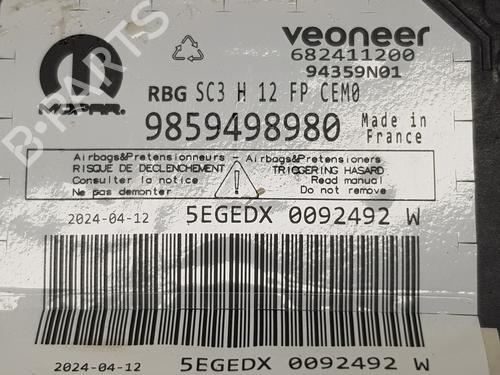 veoneer
682411200
94359N01
MOPAR.
RBG SC3 H 12 FP CEM0
9859498980
Made in
France
Airbags&Pretensionneurs - Airbags&Pretensioners
RISQUE DE DECLENCHEMENT
TRIGGERING HASARD
Consulter la notice
Read manual
Ne pas demonter
Do not remove
2024-04-12
5EGEDX 0092492 W
2024-04-12
5EGEDX 0092492 W
B-PARTS